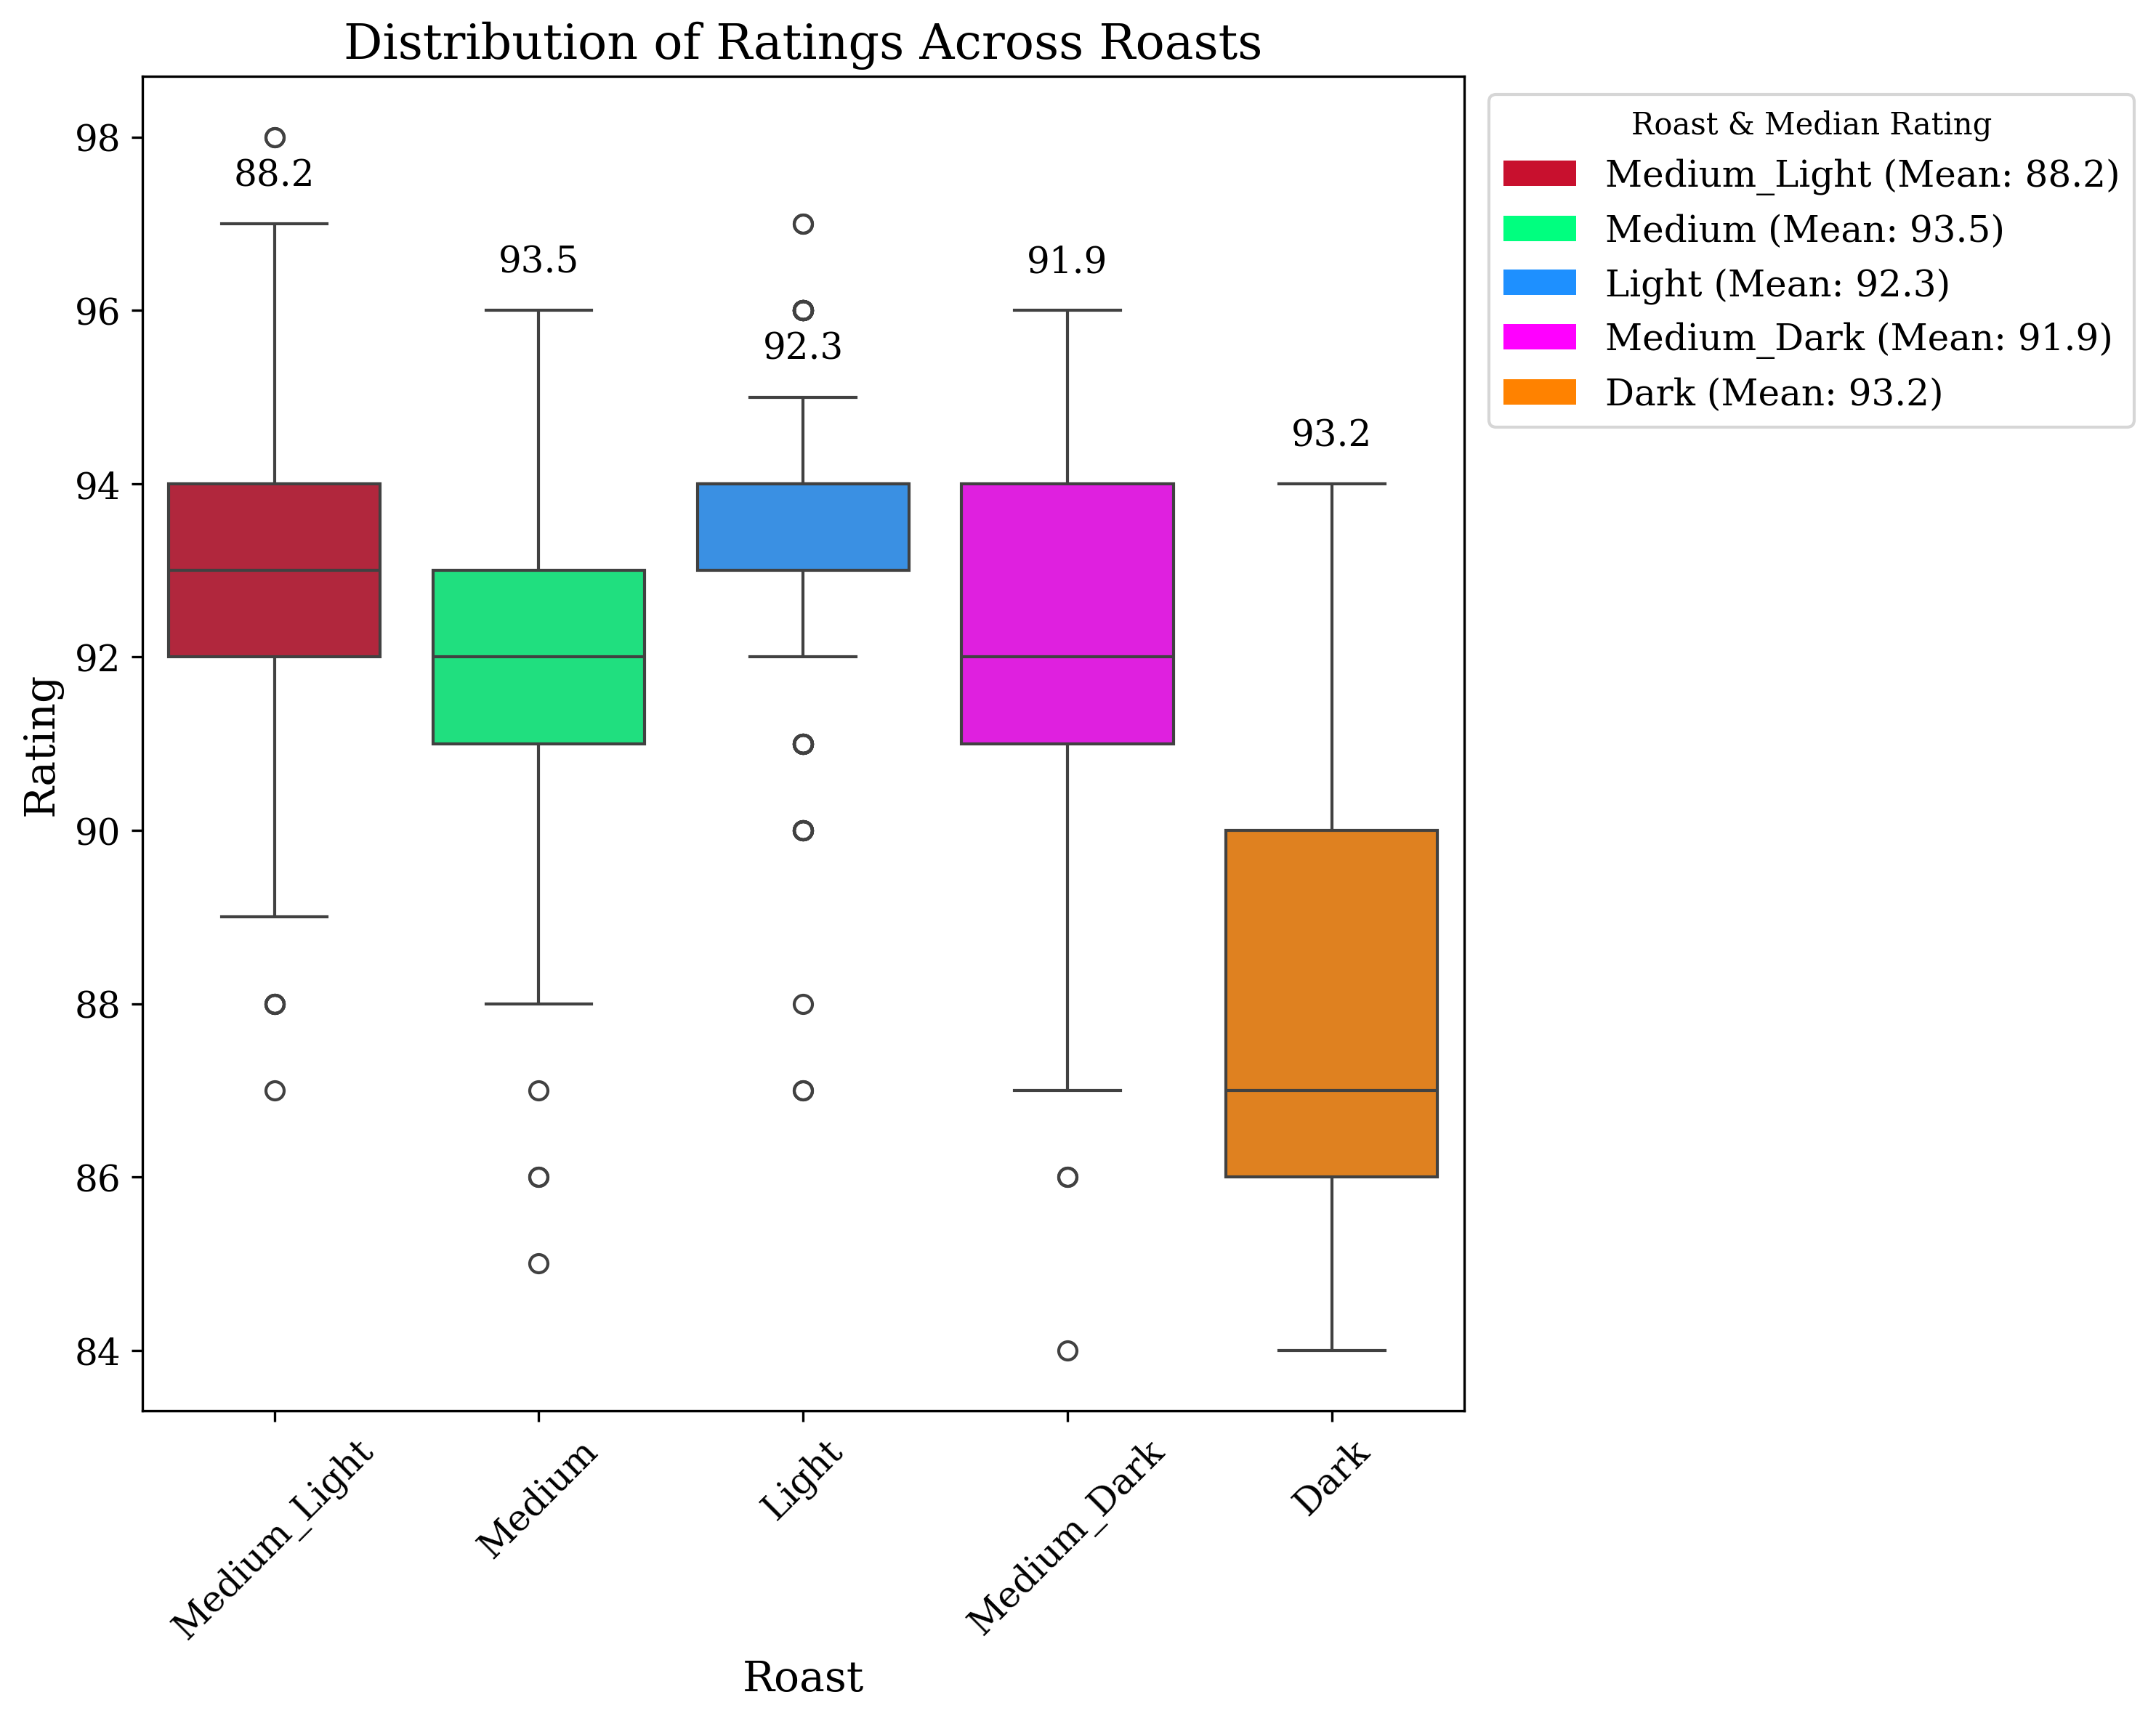 Distribution of Ratings Across Roasts
Rating
98
96
94
92
90
88
86
84
88.2
93.5
92.3
91.9
93.2
Medium_Light
Medium
Light
Medium_Dark
Dark
Roast
Roast & Median Rating
Medium_Light (Mean: 88.2)
Medium (Mean: 93.5)
Light (Mean: 92.3)
Medium_Dark (Mean: 91.9)
Dark (Mean: 93.2)